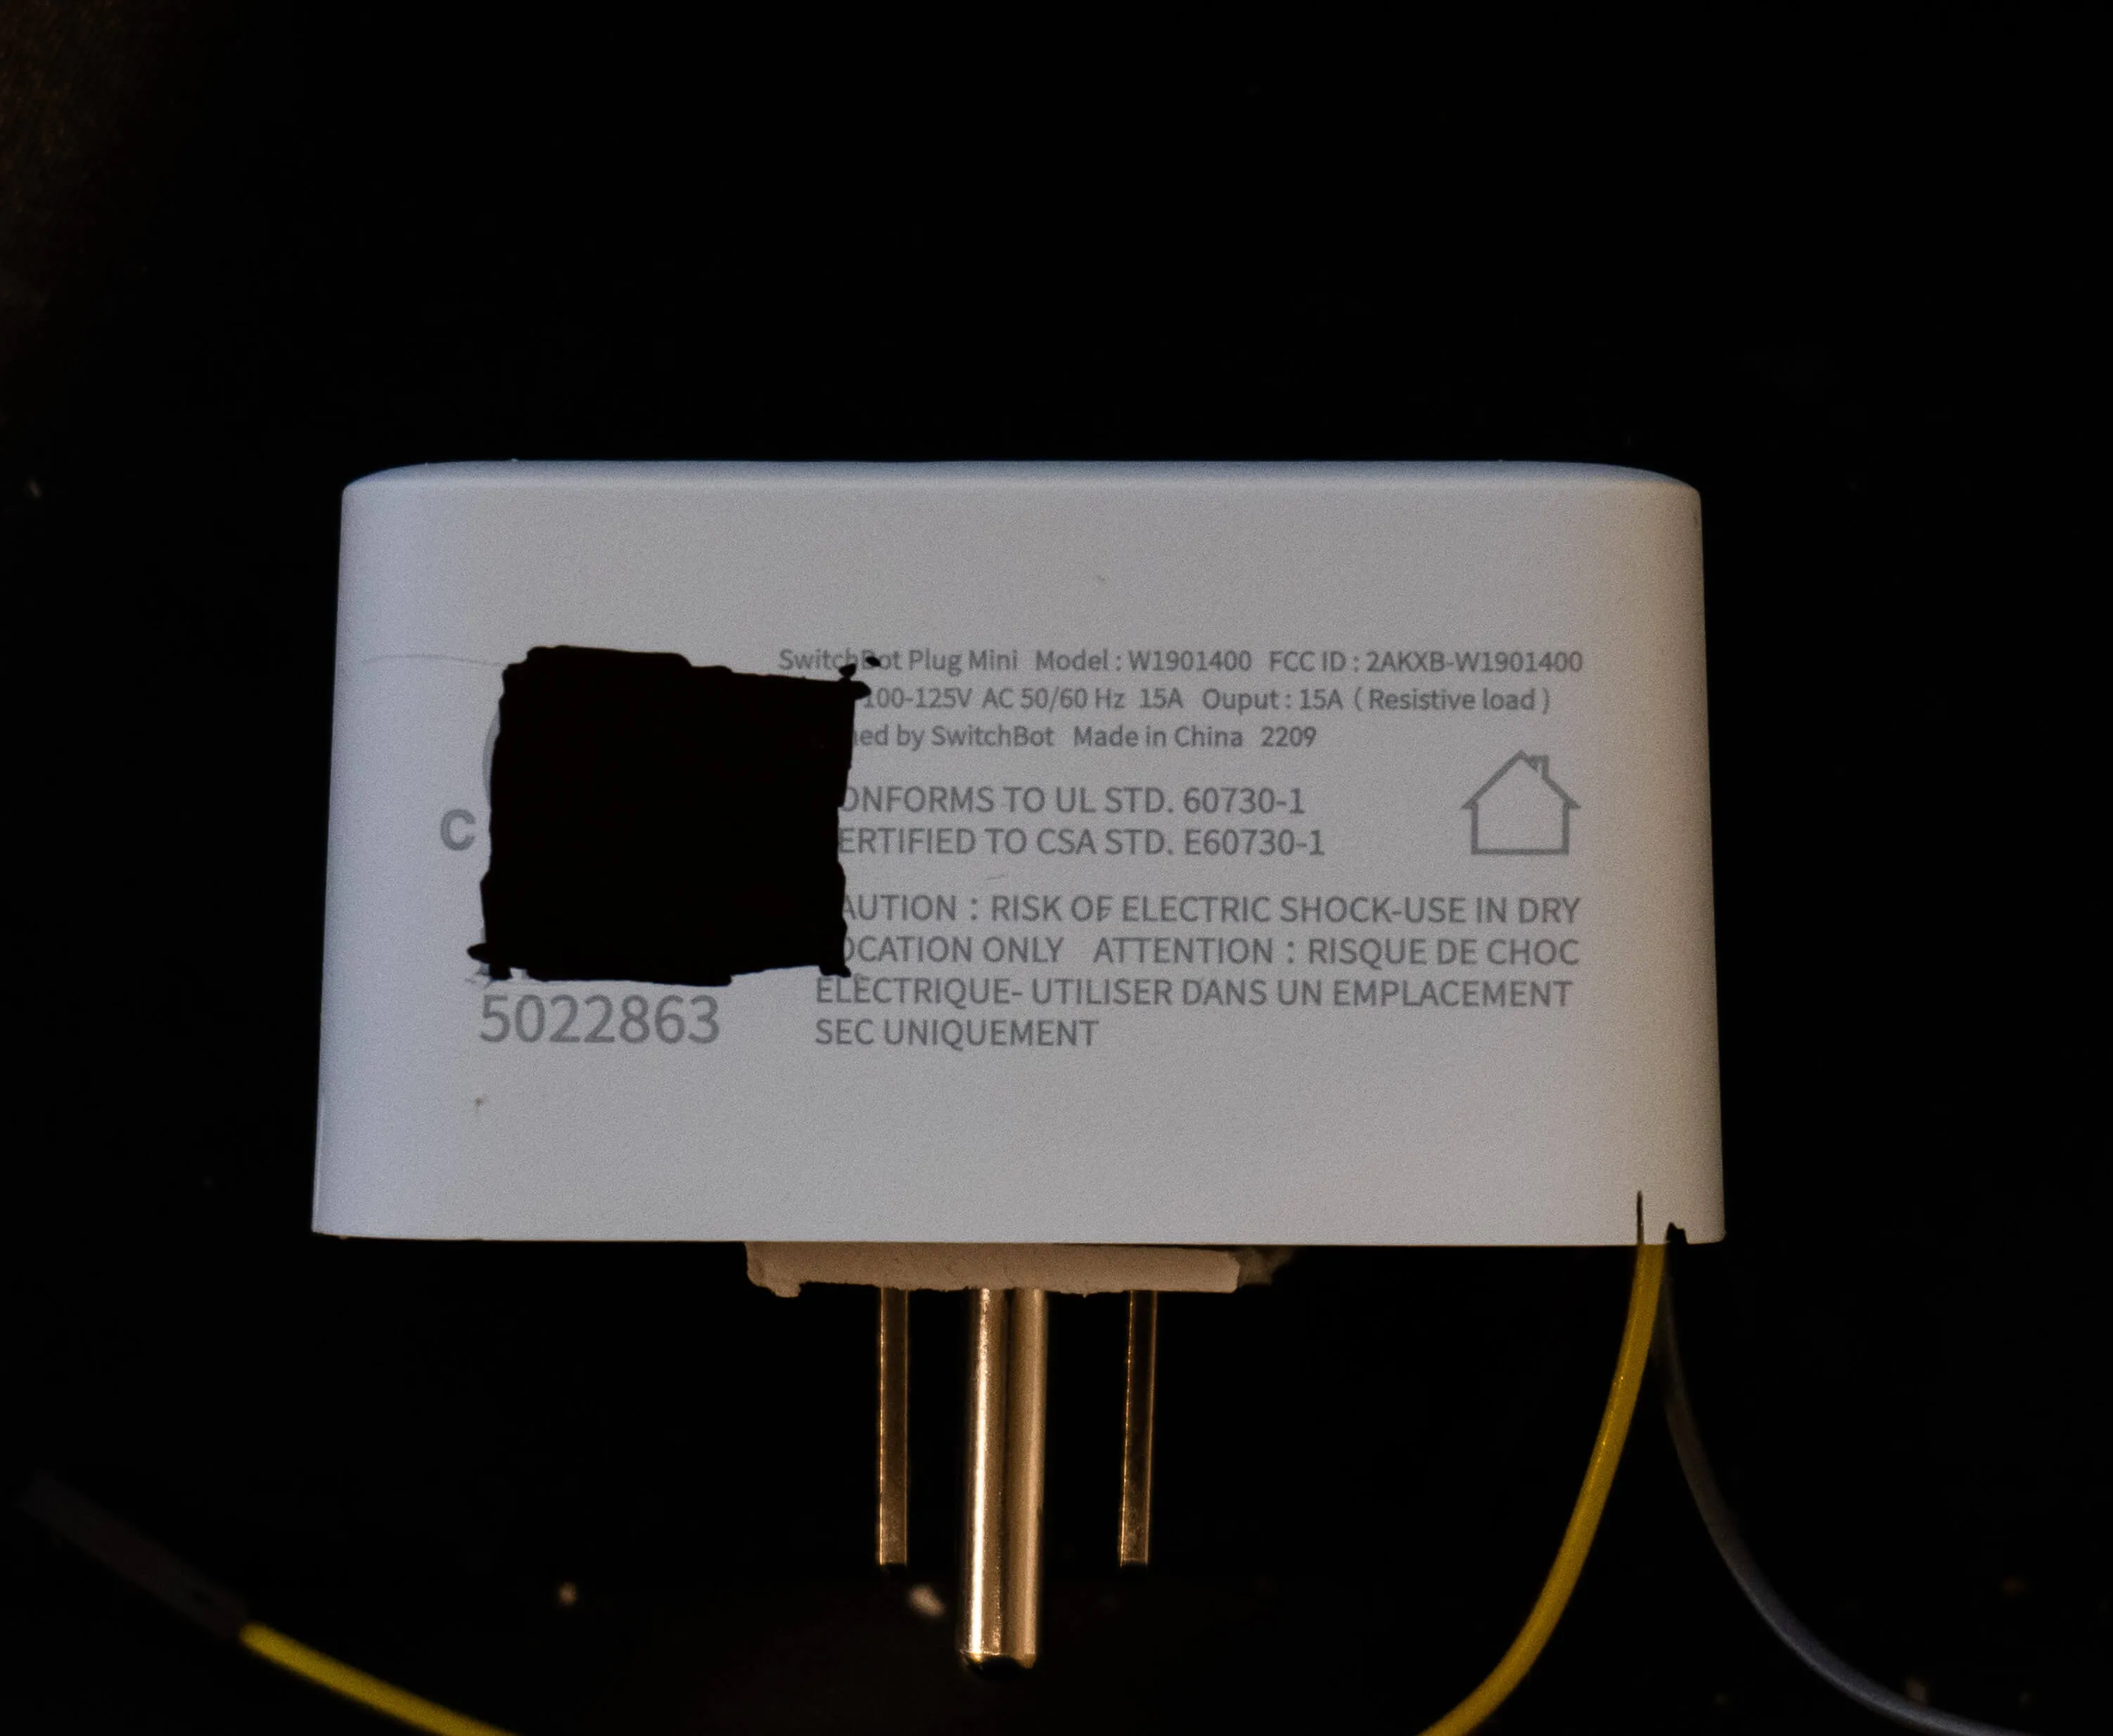 SwitchBot Plug Mini Model : W1901400 FCC ID : 2AKXB-W1901400
100-125V AC 50/60 Hz 15A Ouput : 15A ( Resistive load )
by SwitchBot Made in China 2209
C
ONFORMS TO UL STD. 60730-1
ERTIFIED TO CSA STD. E60730-1
AUTION : RISK OF ELECTRIC SHOCK-USE IN DRY
OCATION ONLY ATTENTION : RISQUE DE CHOC
ELECTRIQUE- UTILISER DANS UN EMPLACEMENT
SEC UNIQUEMENT
5022863